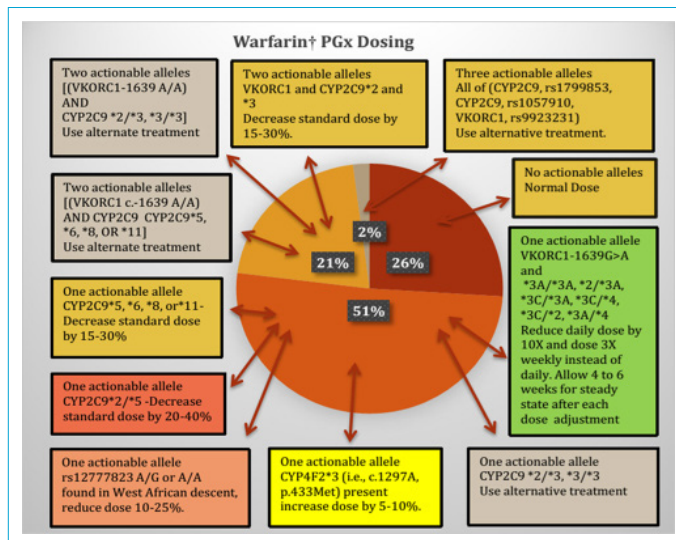 Warfarin† PGx Dosing
Two actionable alleles
[(VKORC1-1639 A/A)
AND
CYP2C9 *2/*3, *3/*3]
Use alternate treatment
Two actionable alleles
VKORC1 and CYP2C9*2 and
*3
Decrease standard dose by
15-30%.
Three actionable alleles
All of (CYP2C9, rs1799853,
CYP2C9, rs1057910,
VKORC1, rs9923231)
Use alternative treatment.
Two actionable alleles
[(VKORC1 c.-1639 A/A)
AND CYP2C9 CYP2C9*5,
*6, *8, OR *11]
Use alternate treatment
No actionable alleles
Normal Dose
2%
21%
26%
51%
One actionable allele
VKORC1-1639G>A
and
*3A/*3A, *2/*3A,
*3C/*3A, *3C/*4,
*3C/*2, *3A/*4
Reduce daily dose by
10X and dose 3X
weekly instead of
daily. Allow 4 to 6
weeks for steady
state after each
dose adjustment
One actionable allele
CYP2C9*5, *6, *8, or*11-
Decrease standard dose
by 15-30%
One actionable allele
CYP2C9*2/*5 -Decrease
standard dose by 20-40%
One actionable allele
rs12777823 A/G or A/A
found in West African descent,
reduce dose 10-25%.
One actionable allele
CYP4F2*3 (i.e., c.1297A,
p.433Met) present
increase dose by 5-10%.
One actionable allele
CYP2C9 *2/*3, *3/*3
Use alternative treatment